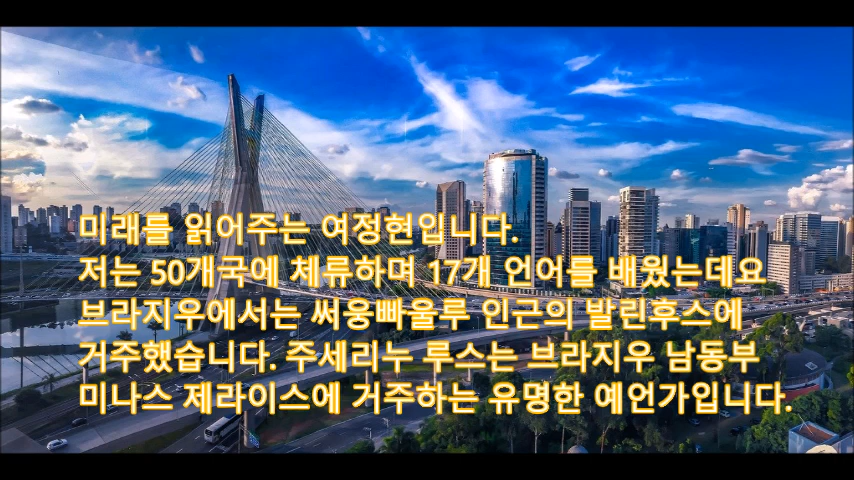 미래를 읽어주는 여정현입니다.
저는 50개국에 체류하며 17개 언어를 배웠는데요
브라지우에서는 써웅빠울루 인근의 발린후스에
거주했습니다. 주세리누 루스는 브라지우 남동부
미나스 제라이스에 거주하는 유명한 예언가입니다.